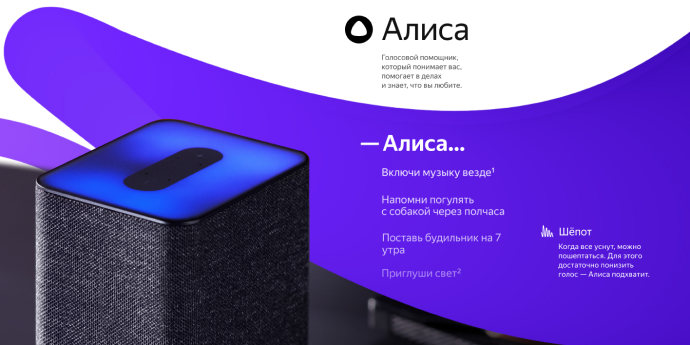 Алиса
Голосовой помощник,
который понимает вас,
помогает в делах
и знает, что вы любите.
— Алиса...
Включи музыку везде¹
Напомни погулять
с собакой через полчаса
Поставь будильник на 7
утра
Приглуши свет²
Шёпот
Когда все уснут, можно
пошептаться. Для этого
достаточно понизить
голос — Алиса подхватит.